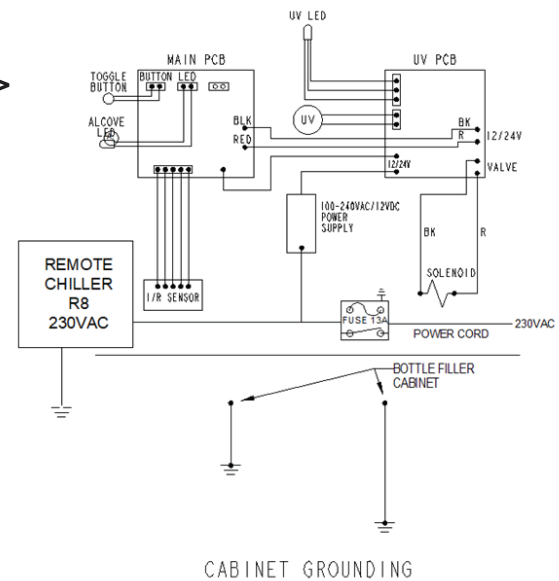 UV LED
MAIN PCB
UV PCB
>
TOGGLE
BUTTON
BUTTON LED
ALCOVE
LED
BLK
RED
UV
BK
R
12/24V
12/24V
VALVE
100-240VAC/12VDC
POWER
SUPPLY
BK
R
SOLENOID
REMOTE
CHILLER
R8
230VAC
I/R SENSOR
FUSE 13A
POWER CORD
230VAC
BOTTLE FILLER
CABINET
CABINET GROUNDING